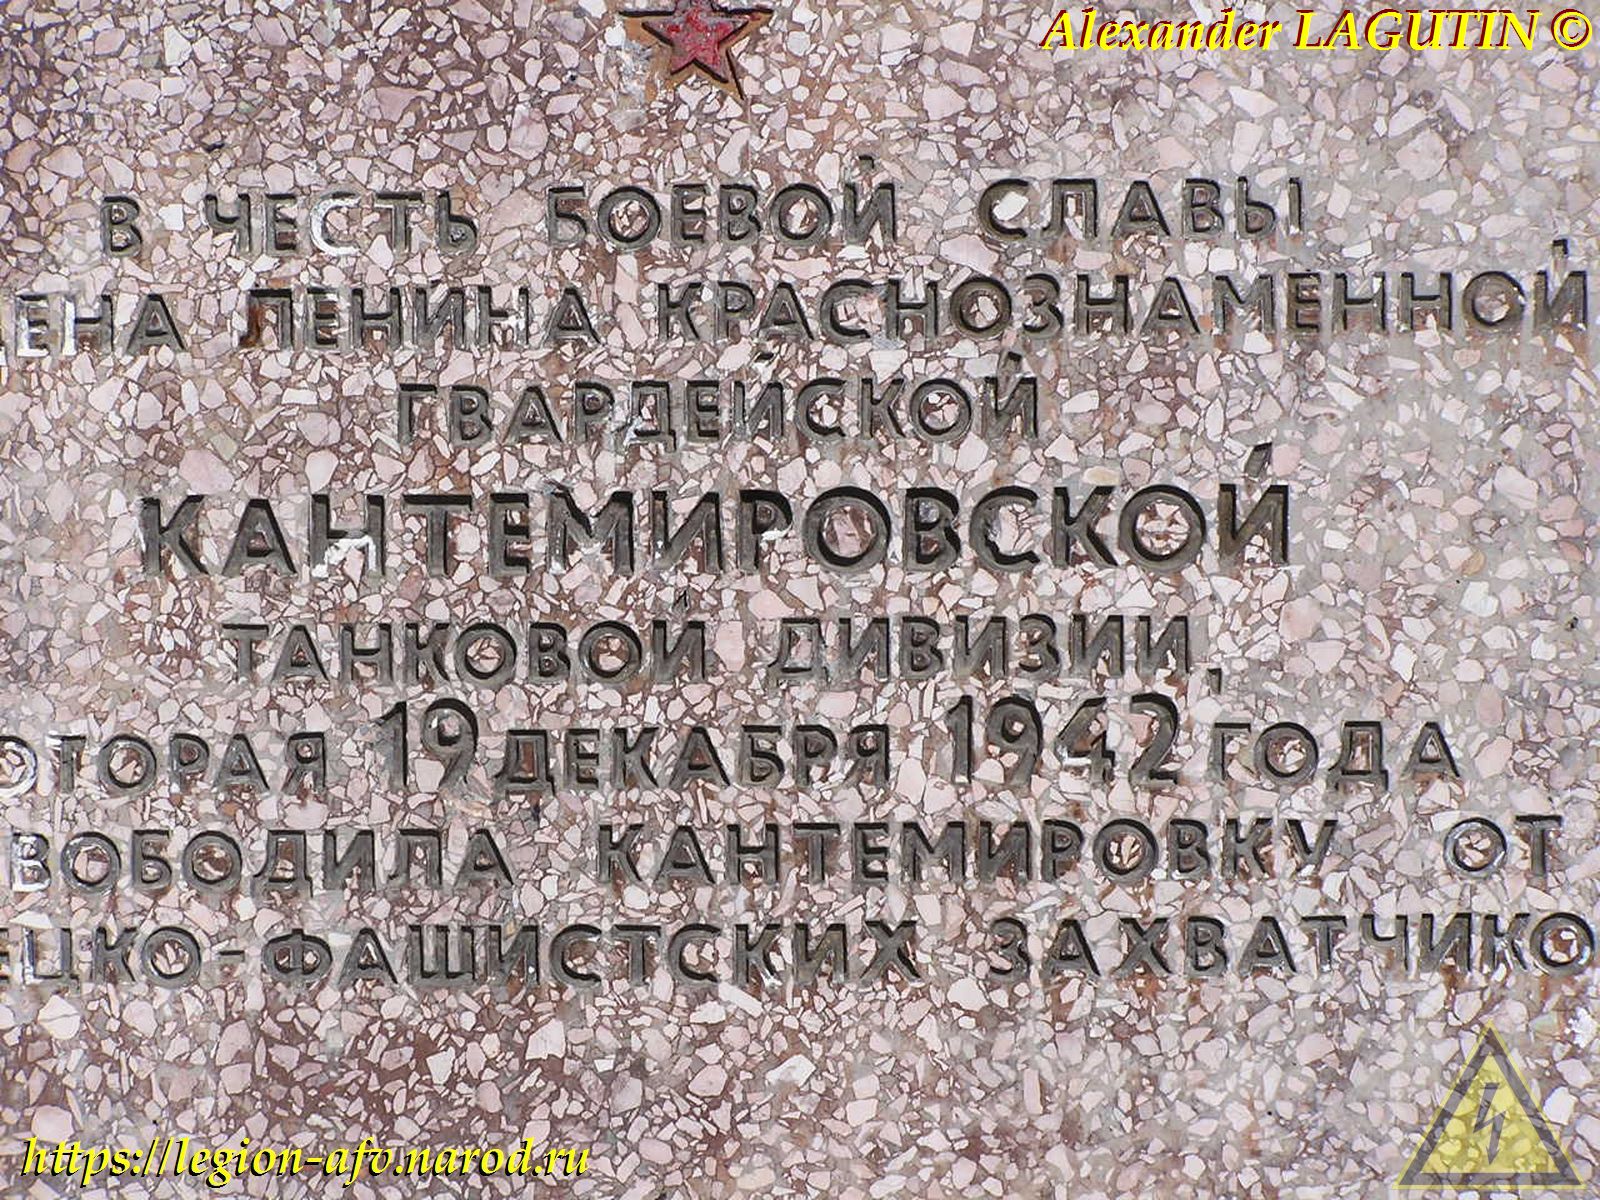 Alexander LAGUTIN ©
В ЧЕСТЬ БОЕВОЙ СЛАВЫ
ДЕНА ЛЕНИНА КРАСНОЗНАМЕННОЙ
ГВАРДЕЙСКОЙ
КАНТЕМИРОВСКОЙ
ТАНКОВОЙ ДИВИЗИИ,
ОТОРАЯ 19 ДЕКАБРЯ 1942 ГОДА
ВОБОДИЛА КАНТЕМИРОВКУ ОТ
ЕЦКО-ФАШИСТСКИХ ЗАХВАТЧИКО
https://legion-afv.narod.ru